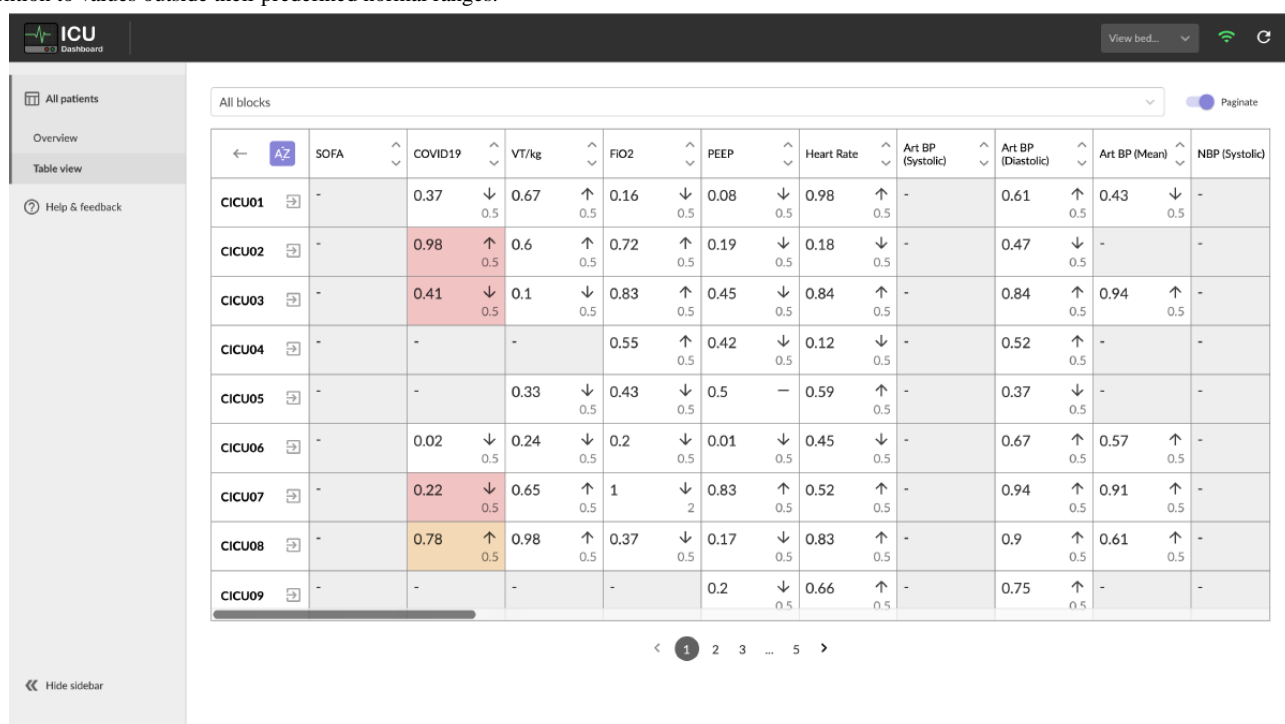 ention to values outside their predefined normal ranges.
ICU
Dashboard
View bed...
All patients
Overview
Table view
Help & feedback
Hide sidebar
All blocks
Paginate
AZ SOFA COVID19 VT/kg FiO2 PEEP Heart Rate Art BP (Systolic) Art BP (Diastolic) Art BP (Mean) NBP (Systolic)
CICU01 - 0.37 0.67 0.16 0.08 0.98 - 0.61 0.43 -
0.5 0.5 0.5 0.5 0.5 0.5 0.5
CICU02 - 0.98 0.6 0.72 0.19 0.18 - 0.47 - -
0.5 0.5 0.5 0.5 0.5 0.5
CICU03 - 0.41 0.1 0.83 0.45 0.84 - 0.84 0.94 -
0.5 0.5 0.5 0.5 0.5 0.5 0.5
CICU04 - - - 0.55 0.42 0.12 - 0.52 - -
0.5 0.5 0.5 0.5
CICU05 - - 0.33 0.43 0.5 – 0.59 - 0.37 - -
0.5 0.5 0.5 0.5
CICU06 - 0.02 0.24 0.2 0.01 0.45 - 0.67 0.57 -
0.5 0.5 0.5 0.5 0.5 0.5 0.5
CICU07 - 0.22 0.65 1 0.83 0.52 - 0.94 0.91 -
0.5 0.5 2 0.5 0.5 0.5 0.5
CICU08 - 0.78 0.98 0.37 0.17 0.83 - 0.9 0.61 -
0.5 0.5 0.5 0.5 0.5 0.5 0.5
CICU09 - - - - 0.2 0.66 - 0.75 - -
0.5 0.5 0.5
1 2 3 ... 5